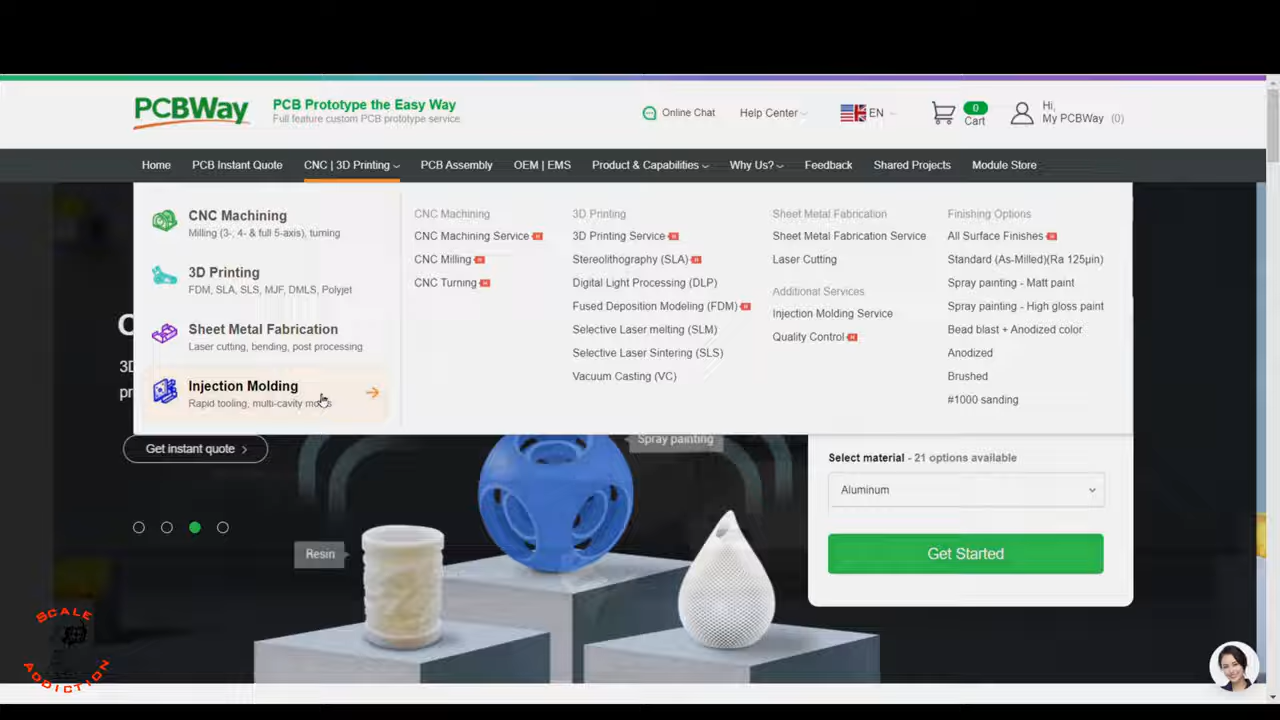 PCBWay
PCB Prototype the Easy Way
Full feature custom PCB prototype service
Online Chat
Help Center
EN
0
Cart
Hi,
My PCBWay (0)
Home
PCB Instant Quote
CNC | 3D Printing
PCB Assembly
OEM | EMS
Product & Capabilities
Why Us?
Feedback
Shared Projects
Module Store
CNC Machining
Milling (3-, 4- & full 5-axis), turning
3D Printing
FDM, SLA, SLS, MJF, DMLS, Polyjet
Sheet Metal Fabrication
Laser cutting, bending, post processing
Injection Molding
Rapid tooling, multi-cavity
CNC Machining
CNC Machining Service
CNC Milling
CNC Turning
3D Printing
3D Printing Service
Stereolithography (SLA)
Digital Light Processing (DLP)
Fused Deposition Modeling (FDM)
Selective Laser melting (SLM)
Selective Laser Sintering (SLS)
Vacuum Casting (VC)
Sheet Metal Fabrication
Sheet Metal Fabrication Service
Laser Cutting
Additional Services
Injection Molding Service
Quality Control
Finishing Options
All Surface Finishes
Standard (As-Milled)(Ra 125µin)
Spray painting - Matt paint
Spray painting - High gloss paint
Bead blast + Anodized color
Anodized
Brushed
#1000 sanding
Get instant quote
Spray painting
Resin
Select material - 21 options available
Aluminum
Get Started
SCALE
ADDICTION